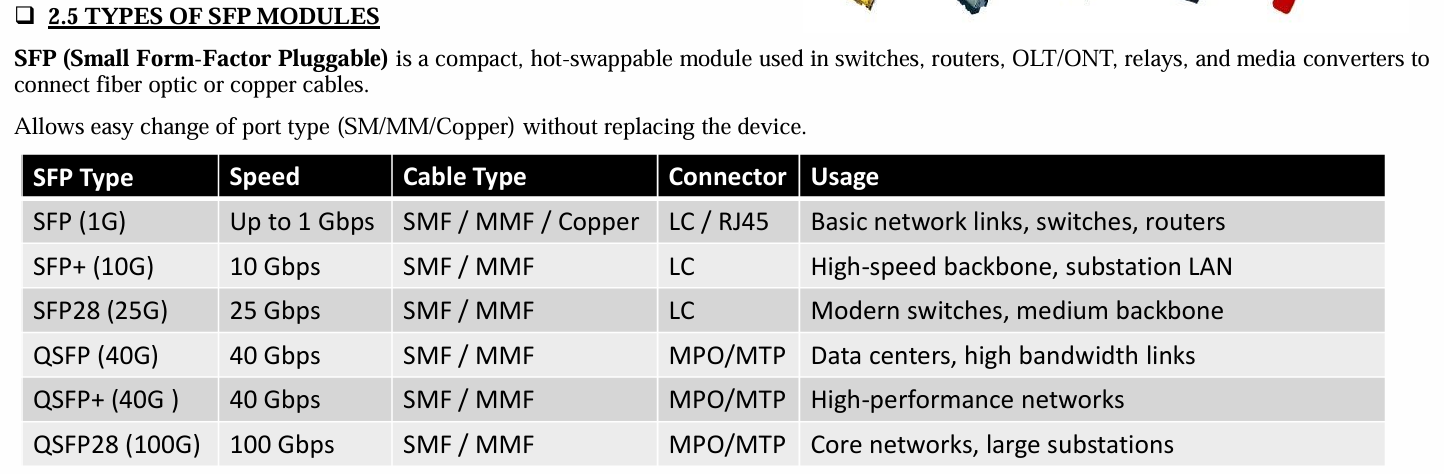 ❑ 2.5 TYPES OF SFP MODULES
SFP (Small Form-Factor Pluggable) is a compact, hot-swappable module used in switches, routers, OLT/ONT, relays, and media converters to
connect fiber optic or copper cables.
Allows easy change of port type (SM/MM/Copper) without replacing the device.
SFP Type Speed Cable Type Connector Usage
SFP (1G) Up to 1 Gbps SMF / MMF / Copper LC / RJ45 Basic network links, switches, routers
SFP+ (10G) 10 Gbps SMF / MMF LC High-speed backbone, substation LAN
SFP28 (25G) 25 Gbps SMF / MMF LC Modern switches, medium backbone
QSFP (40G) 40 Gbps SMF / MMF MPO/MTP Data centers, high bandwidth links
QSFP+ (40G ) 40 Gbps SMF / MMF MPO/MTP High-performance networks
QSFP28 (100G) 100 Gbps SMF / MMF MPO/MTP Core networks, large substations